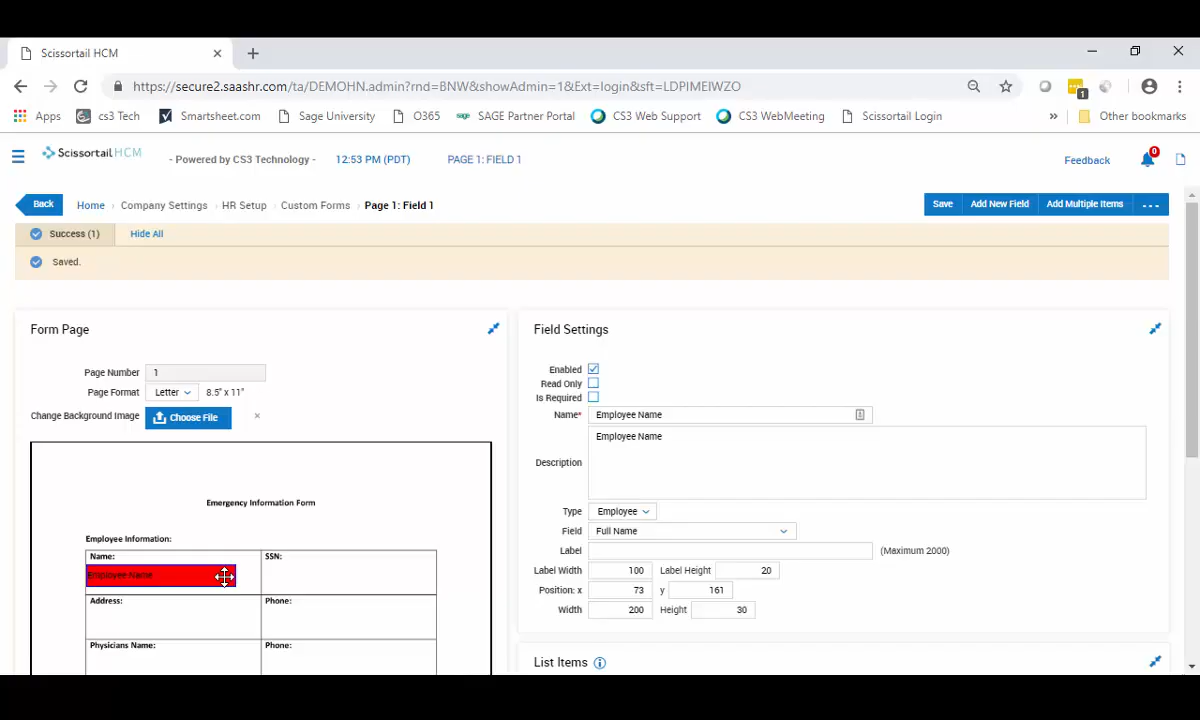 Scissortail HCM
https://secure2.saashr.com/ta/DEMOHN.admin?rnd=BNW&showAdmin=1&Ext=login&sft=LDPIMEIWZO
1
Apps cs3 Tech Smartsheet.com Sage University O365 SAGE Partner Portal CS3 Web Support CS3 WebMeeting Scissortail Login » Other bookmarks
Scissortail HCM - Powered by CS3 Technology - 12:53 PM (PDT) PAGE 1: FIELD 1 Feedback 0
Back Home Company Settings HR Setup Custom Forms Page 1: Field 1 Save Add New Field Add Multiple Items ...
Success (1) Hide All
Saved.
Form Page
Page Number 1
Page Format Letter 8.5" x 11"
Change Background Image Choose File ×
Emergency Information Form
Employee Information:
Name: SSN:
Employee Name
Address: Phone:
Physicians Name: Phone:
Field Settings
Enabled
Read Only
Is Required
Name* Employee Name
Description Employee Name
Type Employee
Field Full Name
Label (Maximum 2000)
Label Width 100 Label Height 20
Position: x 73 y 161
Width 200 Height 30
List Items